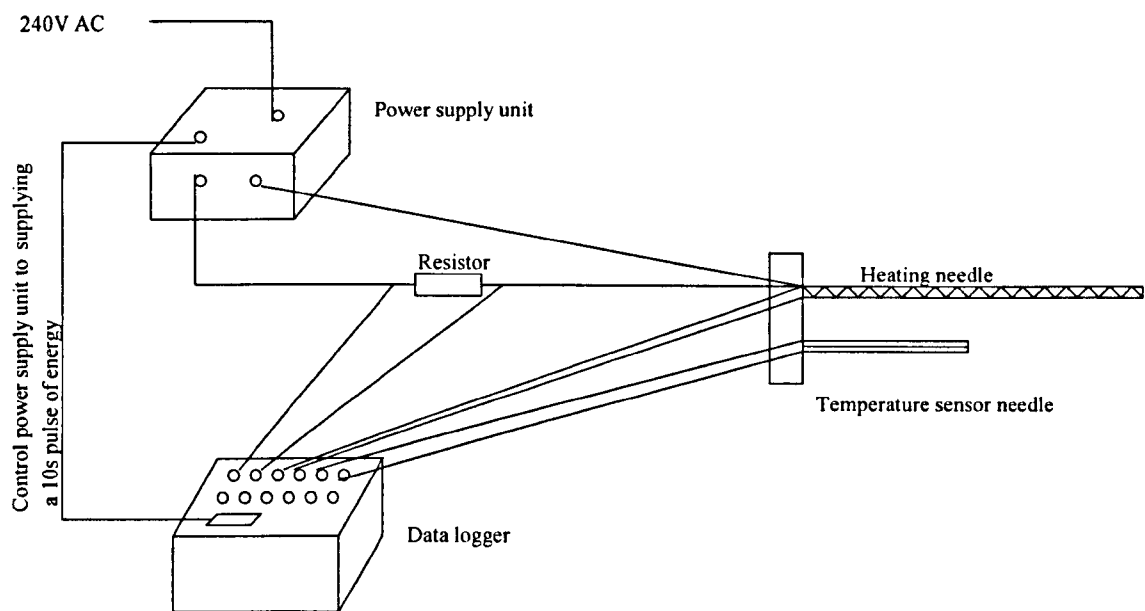 240V AC
Power supply unit
Resistor
Heating needle
Temperature sensor needle
Data logger
Control power supply unit to supplying
a 10s pulse of energy